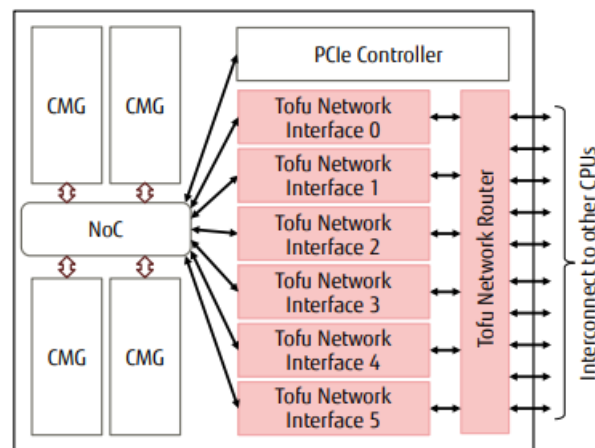 CMG
CMG
NoC
CMG
CMG
PCIe Controller
Tofu Network
Interface 0
Tofu Network
Interface 1
Tofu Network
Interface 2
Tofu Network
Interface 3
Tofu Network
Interface 4
Tofu Network
Interface 5
Tofu Network Router
Interconnect to other CPUs